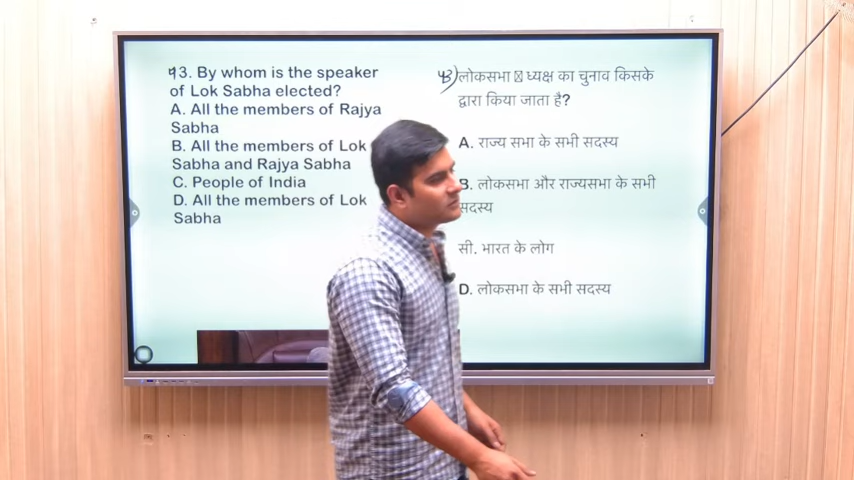 43. By whom is the speaker
of Lok Sabha elected?
A. All the members of Rajya
Sabha
B. All the members of Lok
Sabha and Rajya Sabha
C. People of India
D. All the members of Lok
Sabha
लोकसभा ध्यक्ष का चुनाव किसके
द्वारा किया जाता है?
A. राज्य सभा के सभी सदस्य
B. लोकसभा और राज्यसभा के सभी
सदस्य
सी. भारत के लोग
D. लोकसभा के सभी सदस्य